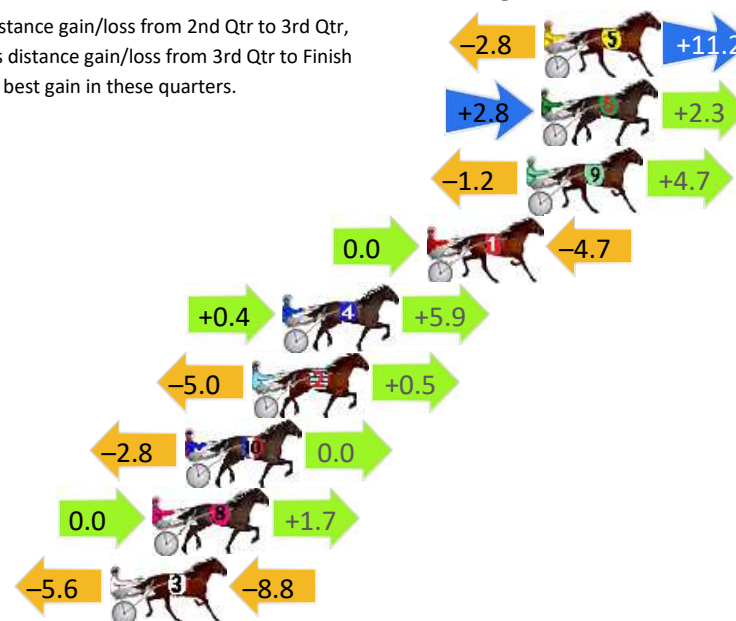 stance gain/loss from 2nd Qtr to 3rd Qtr,
s distance gain/loss from 3rd Qtr to Finish
best gain in these quarters.
–2.8 5 +11.2
+2.8 +2.3
–1.2 9 +4.7
0.0 1 –4.7
+0.4 4 +5.9
–5.0 2 +0.5
–2.8 10 0.0
0.0 8 +1.7
–5.6 3 –8.8